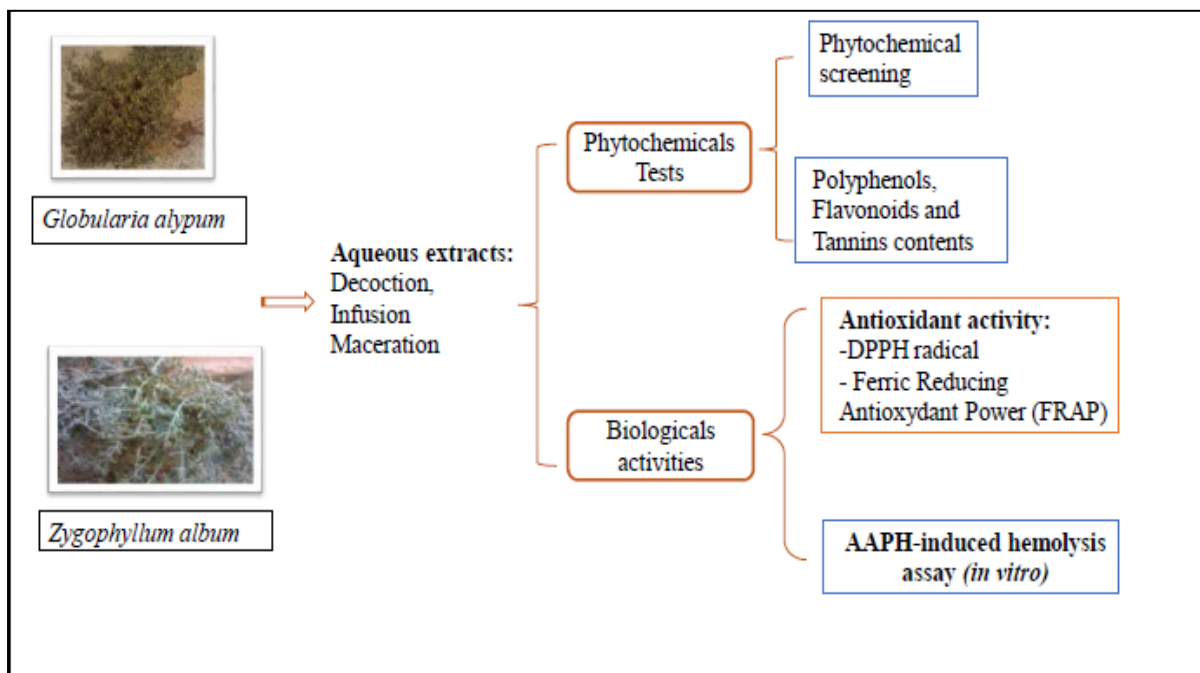 Globularia alypum
Zygophyllum album
Aqueous extracts:
Decoction,
Infusion
Maceration
Phytochemicals
Tests
Biologicals
activities
Phytochemical
screening
Polyphenols,
Flavonoids and
Tannins contents
Antioxidant activity:
-DPPH radical
- Ferric Reducing
Antioxydant Power (FRAP)
AAPH-induced hemolysis
assay (in vitro)